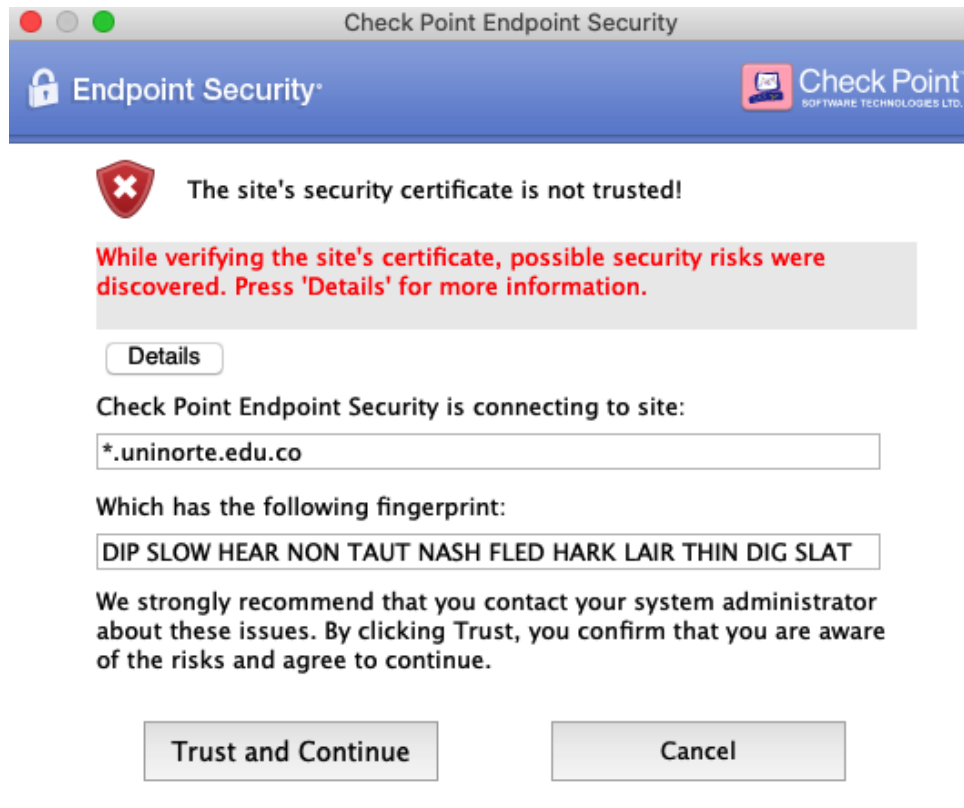 Check Point Endpoint Security
Endpoint Security
Check Point
SOFTWARE TECHNOLOGIES LTD.
The site's security certificate is not trusted!
While verifying the site's certificate, possible security risks were
discovered. Press 'Details' for more information.
Details
Check Point Endpoint Security is connecting to site:
*.uninorte.edu.co
Which has the following fingerprint:
DIP SLOW HEAR NON TAUT NASH FLED HARK LAIR THIN DIG SLAT
We strongly recommend that you contact your system administrator
about these issues. By clicking Trust, you confirm that you are aware
of the risks and agree to continue.
Trust and Continue
Cancel